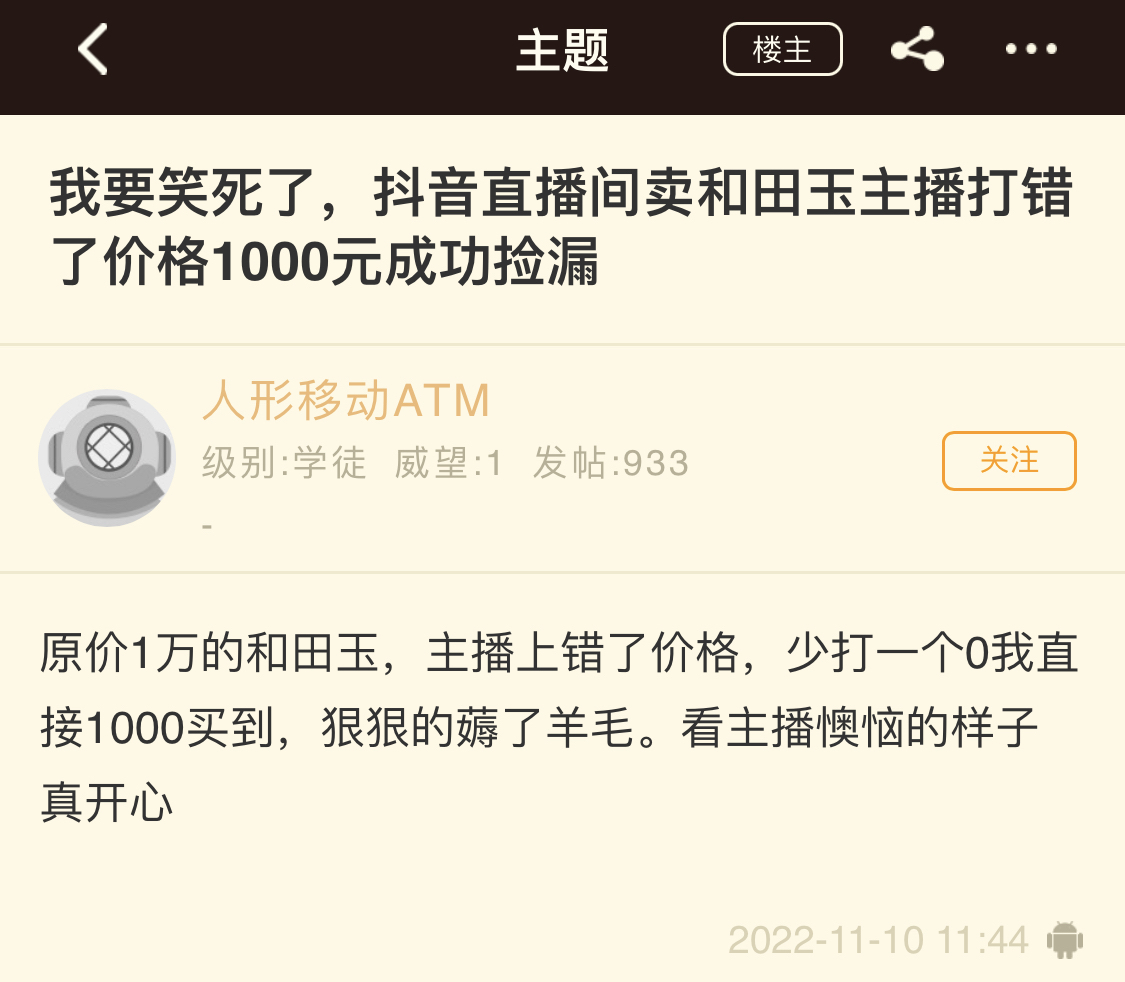 主题
楼主
我要笑死了，抖音直播间卖和田玉主播打错
了价格1000元成功捡漏
人形移动ATM
级别:学徒 威望:1 发帖:933
关注
-
原价1万的和田玉，主播上错了价格，少打一个0我直
接1000买到，狠狠的薅了羊毛。看主播懊恼的样子
真开心
2022-11-10 11:44